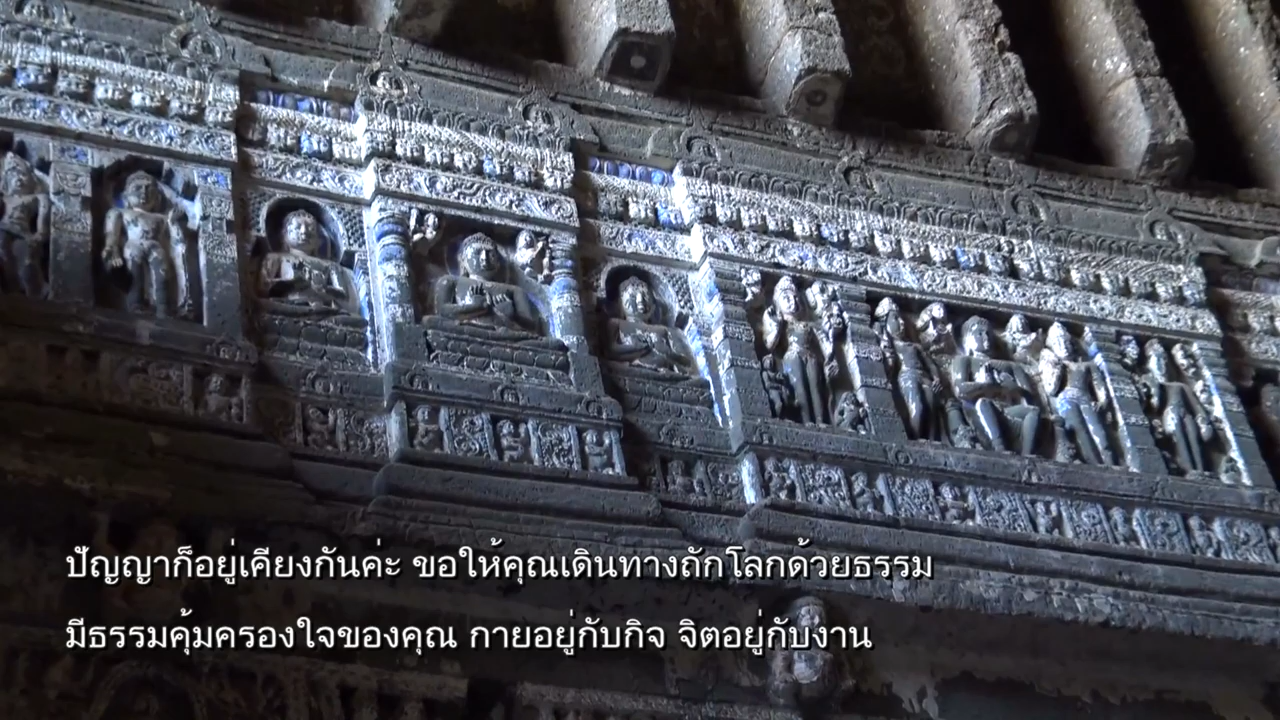 ปัญญาก็อยู่เคียงกันค่ะ ขอให้คุณเดินทางถักโลกด้วยธรรม
มีธรรมคุ้มครองใจของคุณ กายอยู่กับกิจ จิตอยู่กับงาน